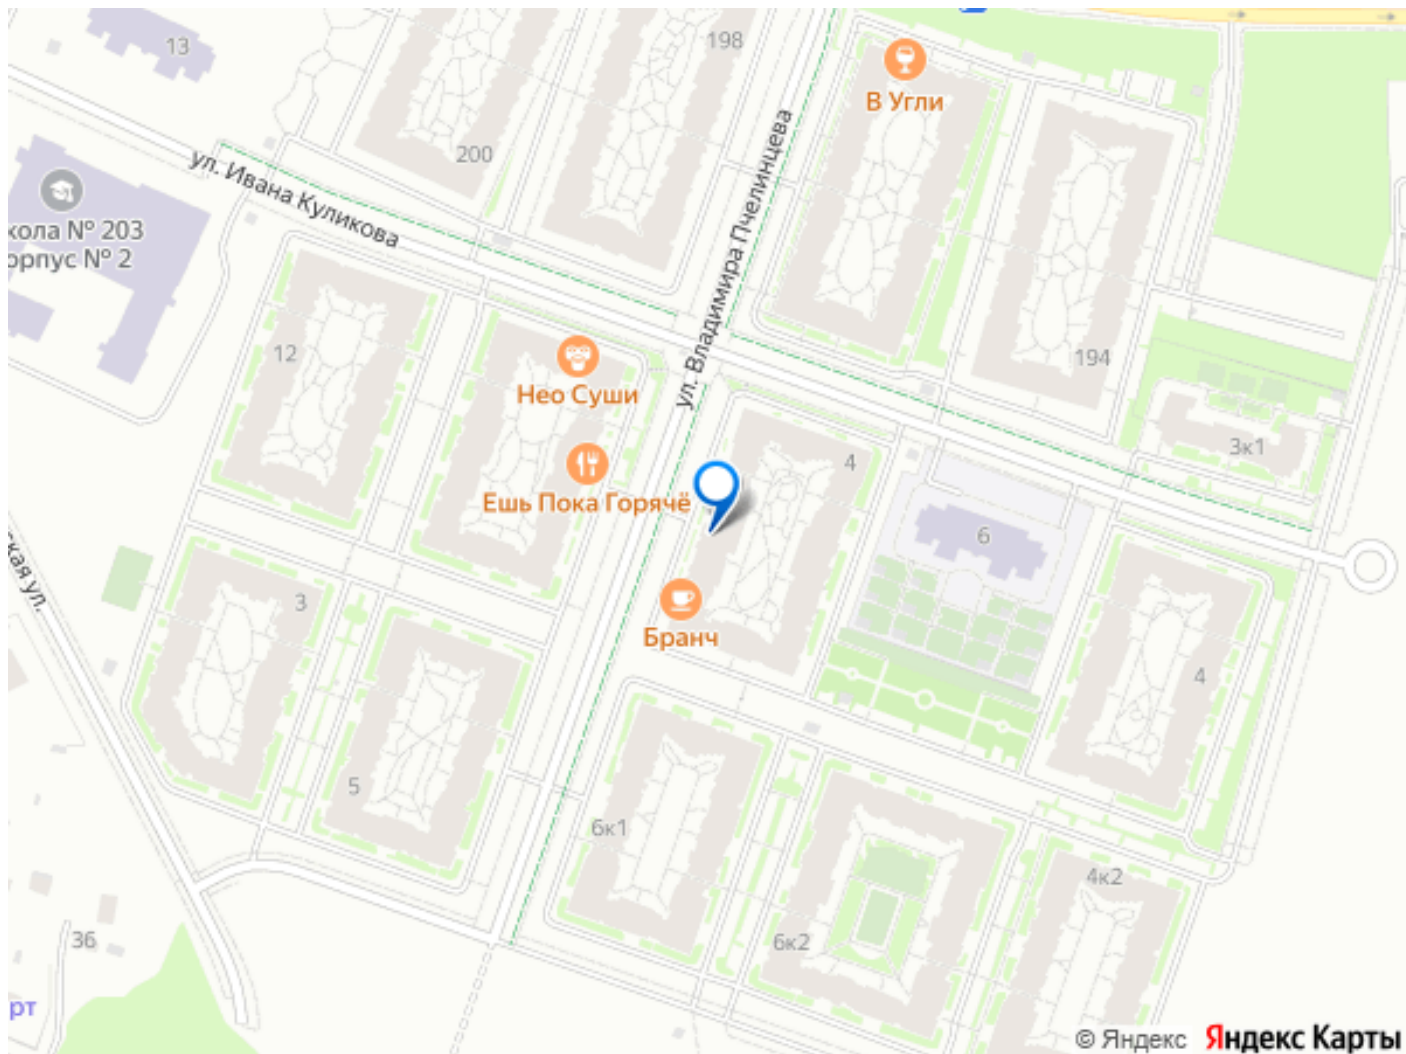 13
198
В Угли
200
ул. Ивана Куликова
ул. Владимира Пчелинцева
кола № 203
орпус № 2
12
194
Нео Суши
3к1
4
Ешь Пока Горячё
6
ская ул.
3
Бранч
4
5
6к1
4к2
36
6к2
рт
© Яндекс Яндекс Карты